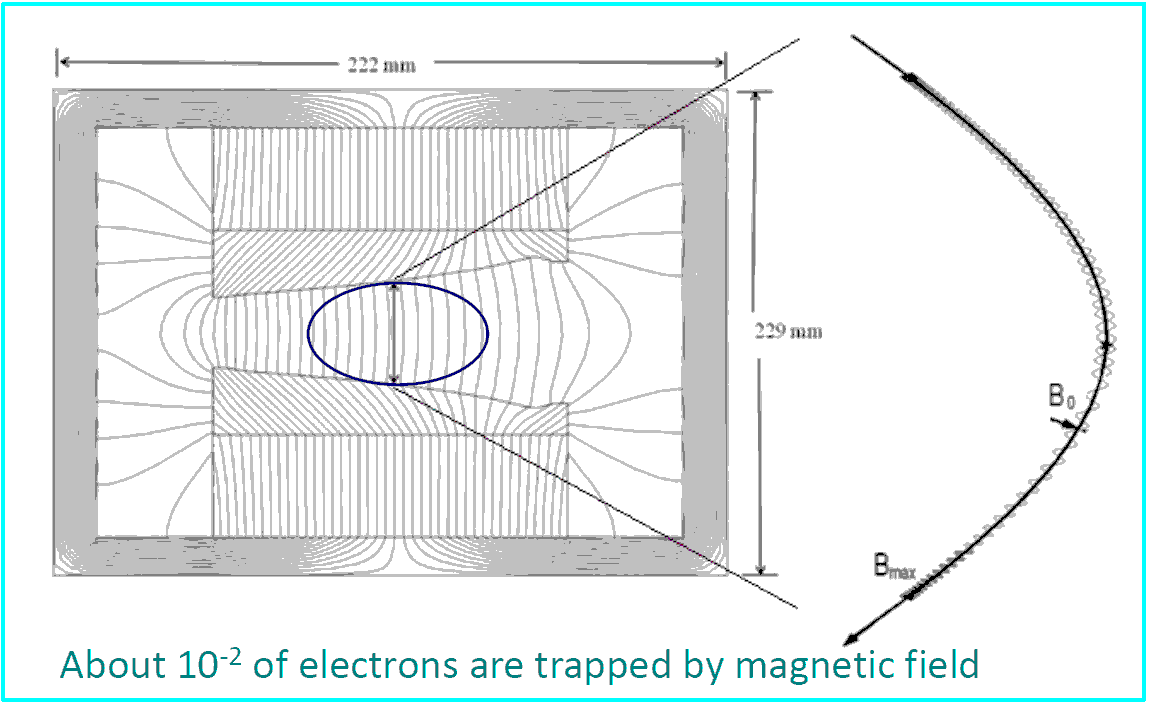 222 mm
229 mm
B₀
Bmax
About 10⁻² of electrons are trapped by magnetic field